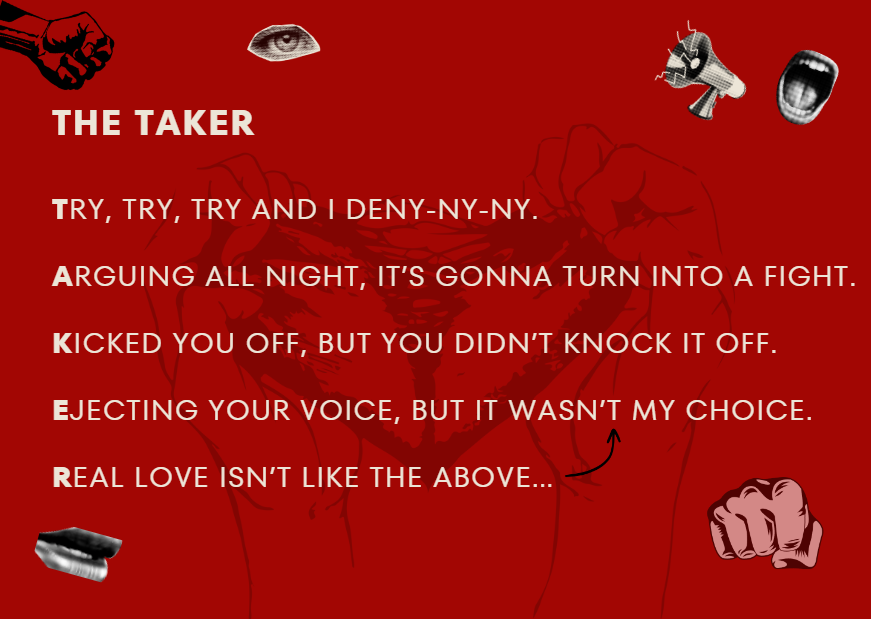 THE TAKER
TRY, TRY, TRY AND I DENY-NY-NY.
ARGUING ALL NIGHT, IT'S GONNA TURN INTO A FIGHT.
KICKED YOU OFF, BUT YOU DIDN'T KNOCK IT OFF.
EJECTING YOUR VOICE, BUT IT WASN'T MY CHOICE.
REAL LOVE ISN'T LIKE THE ABOVE...